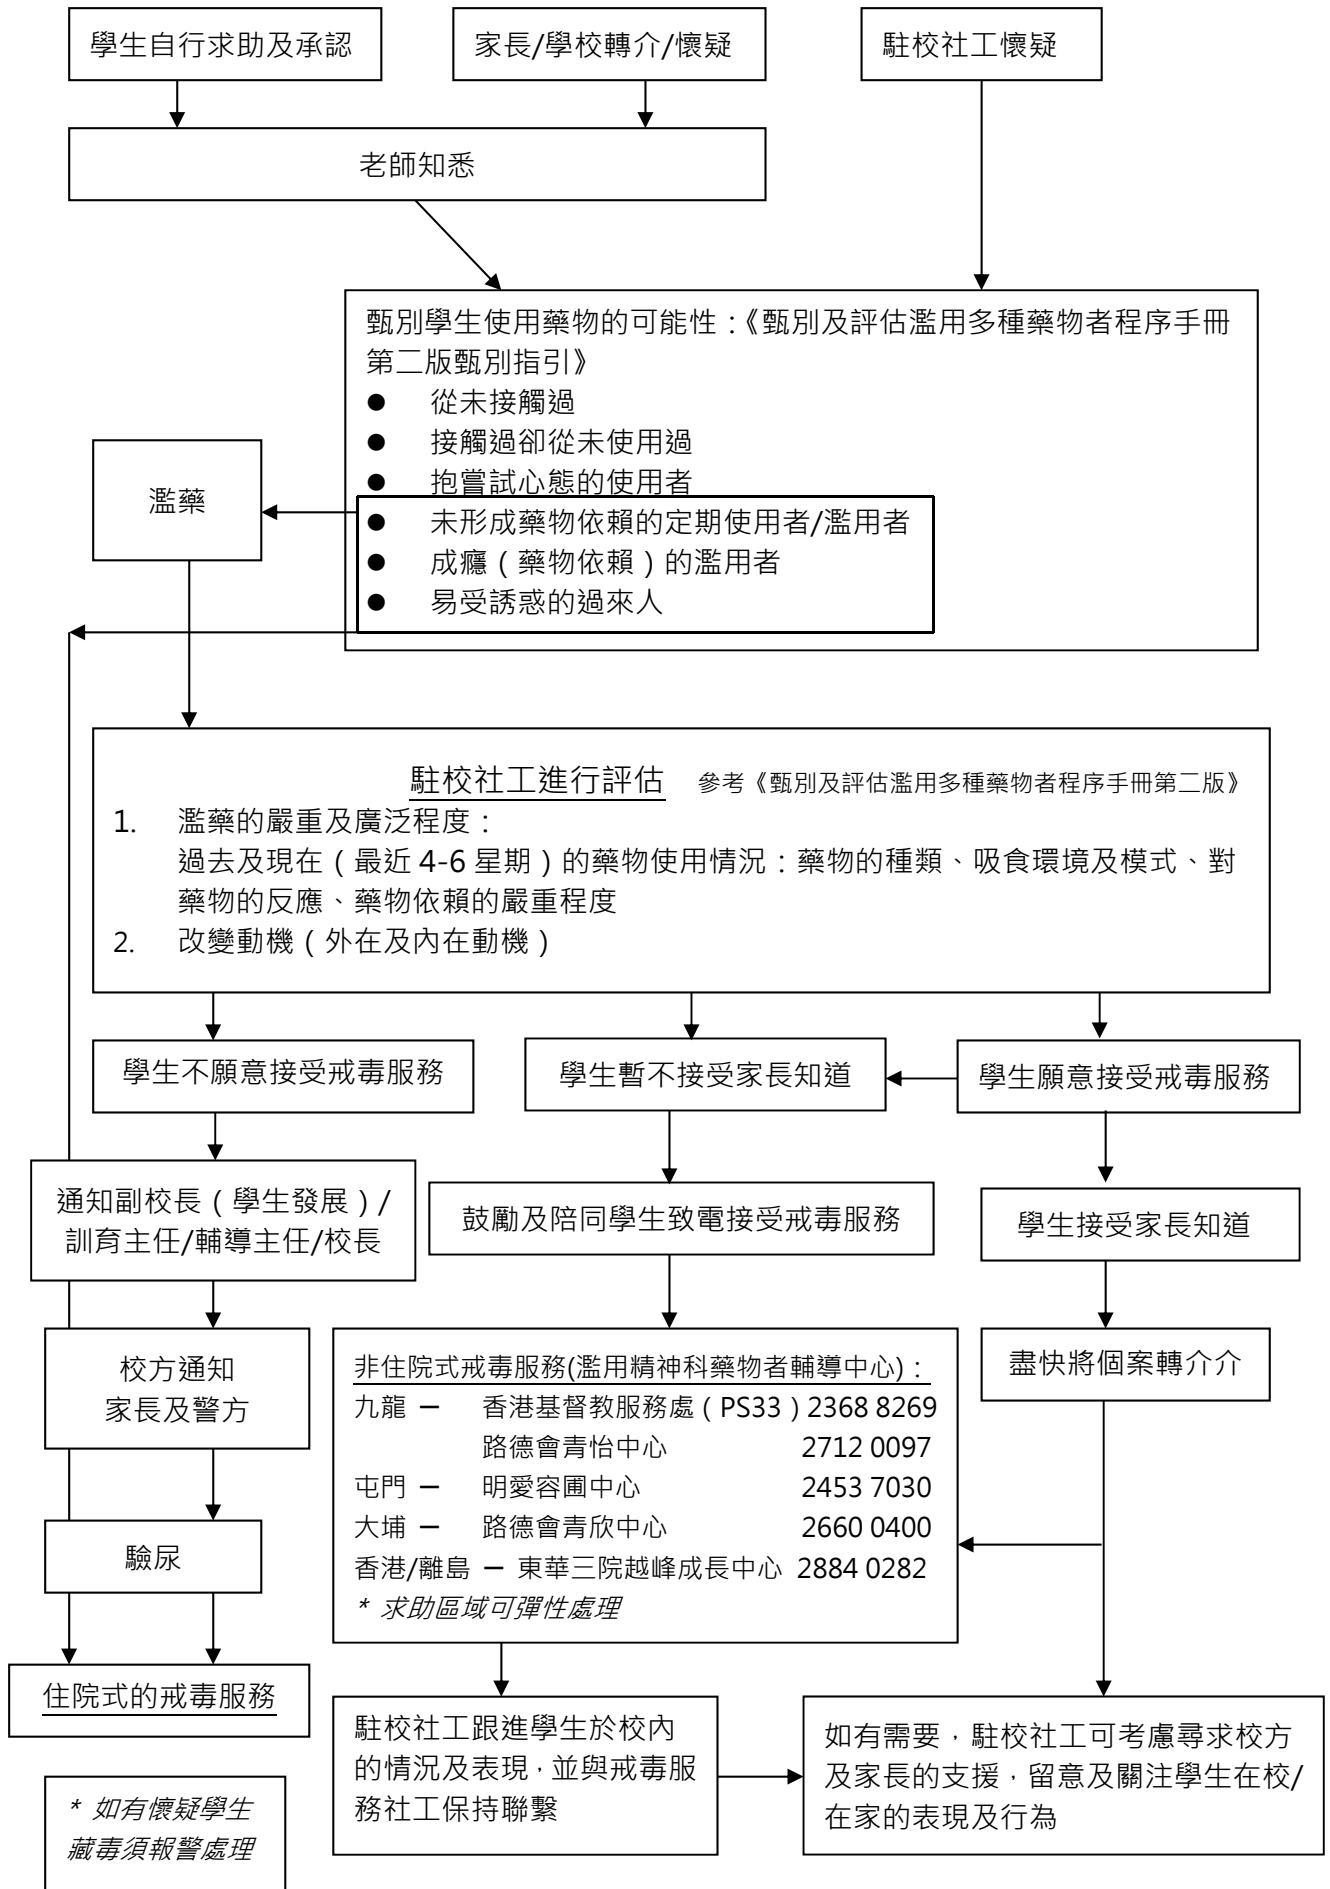 學生自行求助及承認
家長/學校轉介/懷疑
駐校社工懷疑
老師知悉
甄別學生使用藥物的可能性：《甄別及評估濫用多種藥物者程序手冊
第二版甄別指引》
● 從未接觸過
● 接觸過卻從未使用過
● 抱嘗試心態的使用者
● 未形成藥物依賴的定期使用者/濫用者
● 成癮（藥物依賴）的濫用者
● 易受誘惑的過來人
濫藥
駐校社工進行評估 參考《甄別及評估濫用多種藥物者程序手冊第二版》
1. 濫藥的嚴重及廣泛程度：
過去及現在（最近 4-6 星期）的藥物使用情況：藥物的種類、吸食環境及模式、對
藥物的反應、藥物依賴的嚴重程度
2. 改變動機（外在及內在動機）
學生不願意接受戒毒服務
學生暫不接受家長知道
學生願意接受戒毒服務
通知副校長（學生發展）/
訓育主任/輔導主任/校長
鼓勵及陪同學生致電接受戒毒服務
學生接受家長知道
校方通知
家長及警方
非住院式戒毒服務(濫用精神科藥物者輔導中心)：
九龍 － 香港基督教服務處（PS33）2368 8269
路德會青怡中心 2712 0097
屯門 － 明愛容圃中心 2453 7030
大埔 － 路德會青欣中心 2660 0400
香港/離島 － 東華三院越峰成長中心 2884 0282
* 求助區域可彈性處理
盡快將個案轉介介
驗尿
住院式的戒毒服務
駐校社工跟進學生於校內
的情況及表現，並與戒毒服
務社工保持聯繫
如有需要，駐校社工可考慮尋求校方
及家長的支援，留意及關注學生在校/
在家的表現及行為
* 如有懷疑學生
藏毒須報警處理